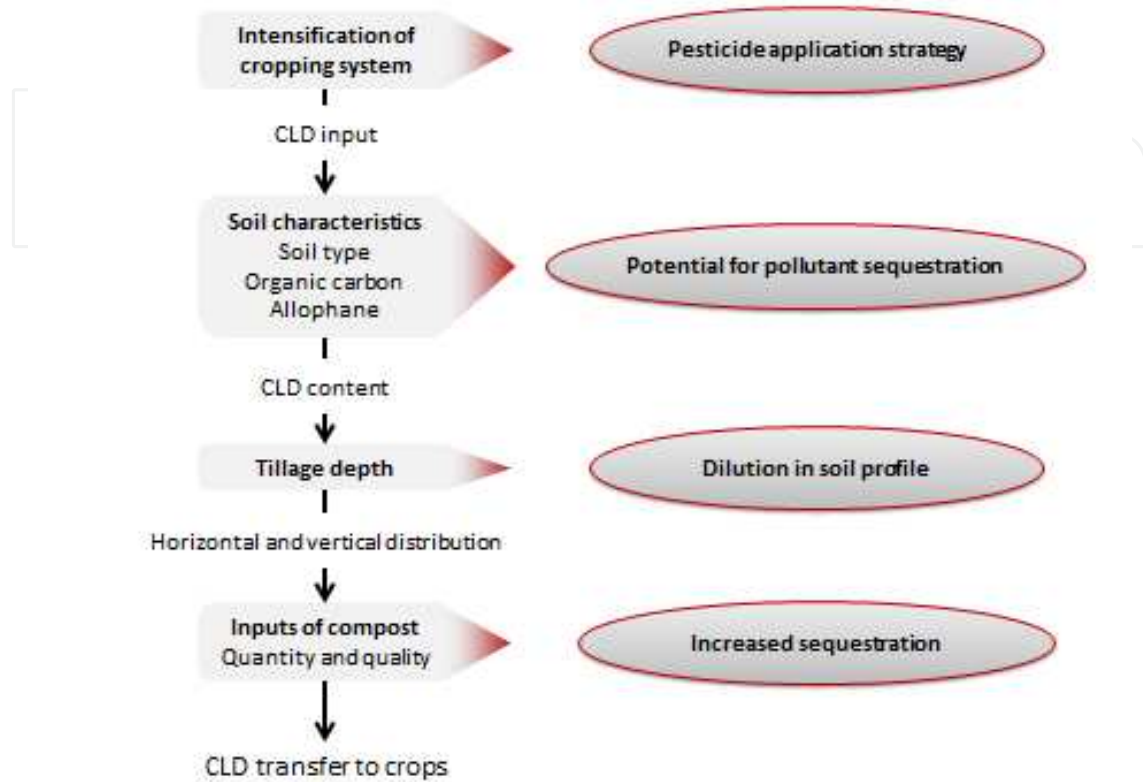 Intensification of
cropping system
Pesticide application strategy
CLD input
Soil characteristics
Soil type
Organic carbon
Allophane
Potential for pollutant sequestration
CLD content
Tillage depth
Dilution in soil profile
Horizontal and vertical distribution
Inputs of compost
Quantity and quality
Increased sequestration
CLD transfer to crops